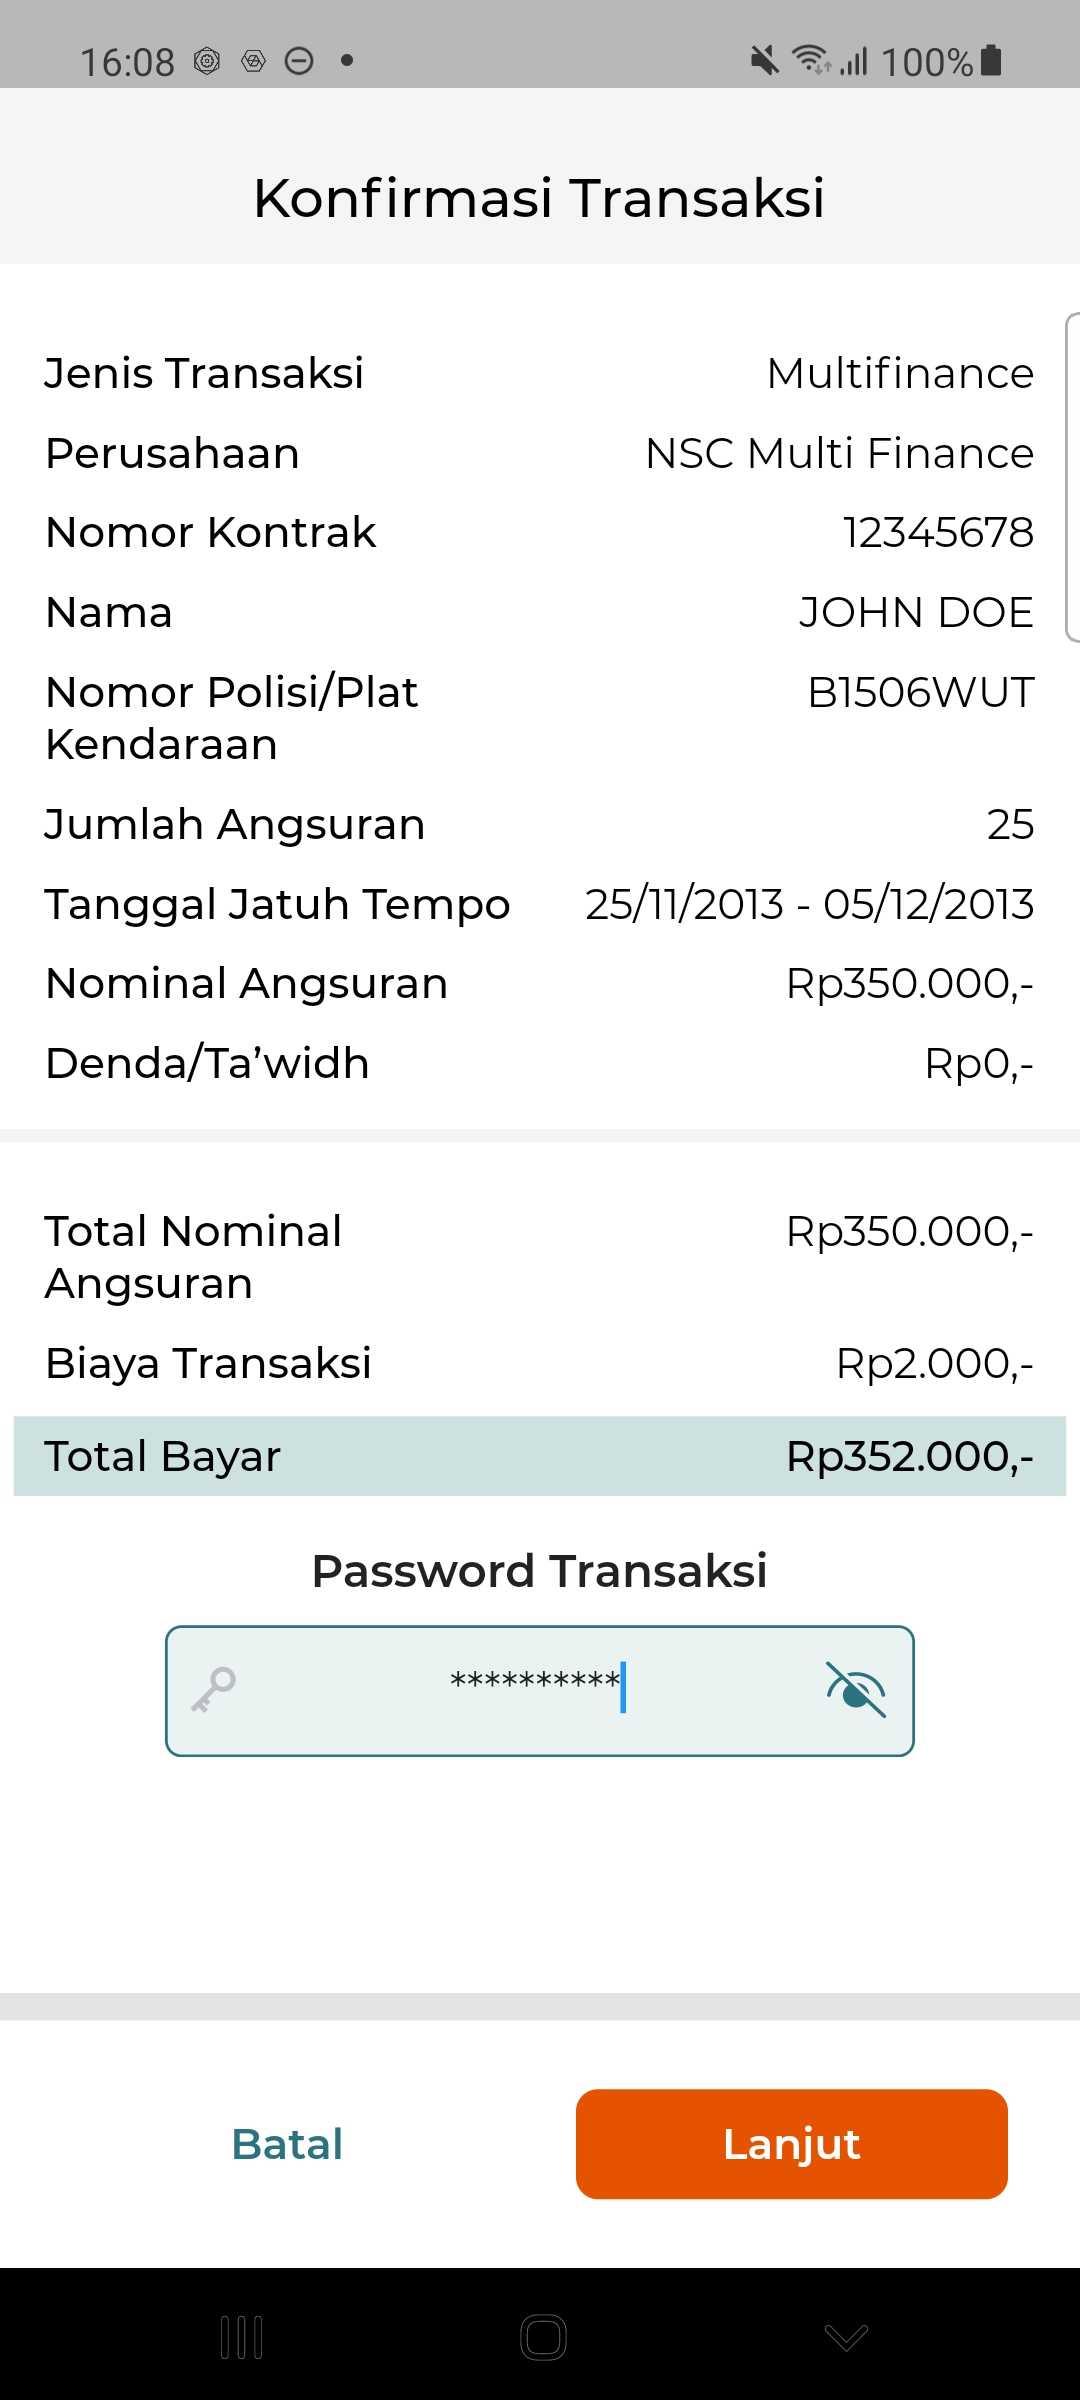 16:08 100%
Konfirmasi Transaksi
Jenis Transaksi Multifinance
Perusahaan NSC Multi Finance
Nomor Kontrak 12345678
Nama JOHN DOE
Nomor Polisi/Plat B1506WUT
Kendaraan
Jumlah Angsuran 25
Tanggal Jatuh Tempo 25/11/2013 - 05/12/2013
Nominal Angsuran Rp350.000,-
Denda/Ta’widh Rp0,-
Total Nominal Rp350.000,-
Angsuran
Biaya Transaksi Rp2.000,-
Total Bayar Rp352.000,-
Password Transaksi
**********
Batal Lanjut